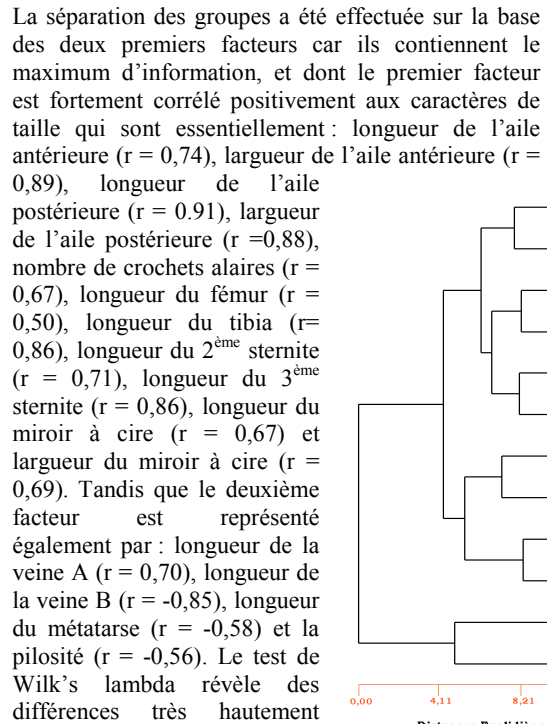 La séparation des groupes a été effectuée sur la base
des deux premiers facteurs car ils contiennent le
maximum d’information, et dont le premier facteur
est fortement corrélé positivement aux caractères de
taille qui sont essentiellement : longueur de l’aile
antérieure (r = 0,74), largueur de l’aile antérieure (r =
0,89), longueur de l’aile
postérieure (r = 0.91), largueur
de l’aile postérieure (r =0,88),
nombre de crochets alaires (r =
0,67), longueur du fémur (r =
0,50), longueur du tibia (r=
0,86), longueur du 2ème sternite
(r = 0,71), longueur du 3ème
sternite (r = 0,86), longueur du
miroir à cire (r = 0,67) et
largueur du miroir à cire (r =
0,69). Tandis que le deuxième
facteur est représenté
également par : longueur de la
veine A (r = 0,70), longueur de
la veine B (r = -0,85), longueur
du métatarse (r = -0,58) et la
pilosité (r = -0,56). Le test de
Wilk’s lambda révèle des
différences très hautement
0,00 4,11 8,21